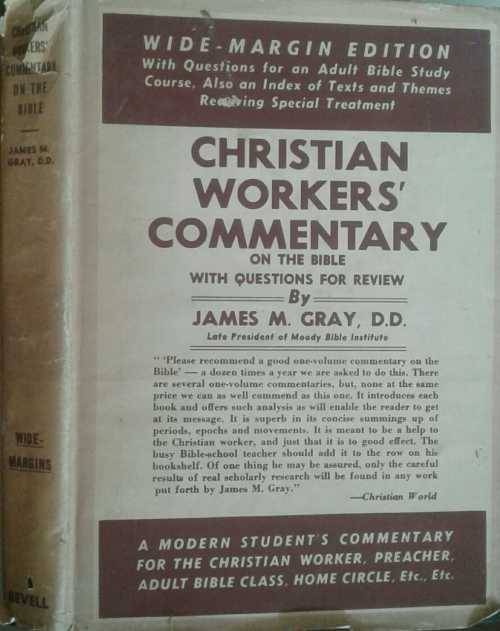 CHRISTIAN
WORKERS'
COMMENTARY
ON THE
BIBLE
JAMES M.
GRAY, D.D.
WIDE-
MARGINS
REVELL
WIDE-MARGIN EDITION
With Questions for an Adult Bible Study
Course, Also an Index of Texts and Themes
Receiving Special Treatment
CHRISTIAN
WORKERS'
COMMENTARY
ON THE BIBLE
WITH QUESTIONS FOR REVIEW
By
JAMES M. GRAY, D.D.
Late President of Moody Bible Institute
" 'Please recommend a good one-volume commentary on the
Bible' — a dozen times a year we are asked to do this. There
are several one-volume commentaries, but, none at the same
price we can as well commend as this one. It introduces each
book and offers such analysis as will enable the reader to get
at its message. It is superb in its concise summings up of
periods, epochs and movements. It is meant to be a help to
the Christian worker, and just that it is to good effect. The
busy Bible-school teacher should add it to the row on his
bookshelf. Of one thing he may be assured, only the careful
results of real scholarly research will be found in any work
put forth by James M. Gray."
—Christian World
A MODERN STUDENT'S COMMENTARY
FOR THE CHRISTIAN WORKER, PREACHER,
ADULT BIBLE CLASS, HOME CIRCLE, Etc., Etc.